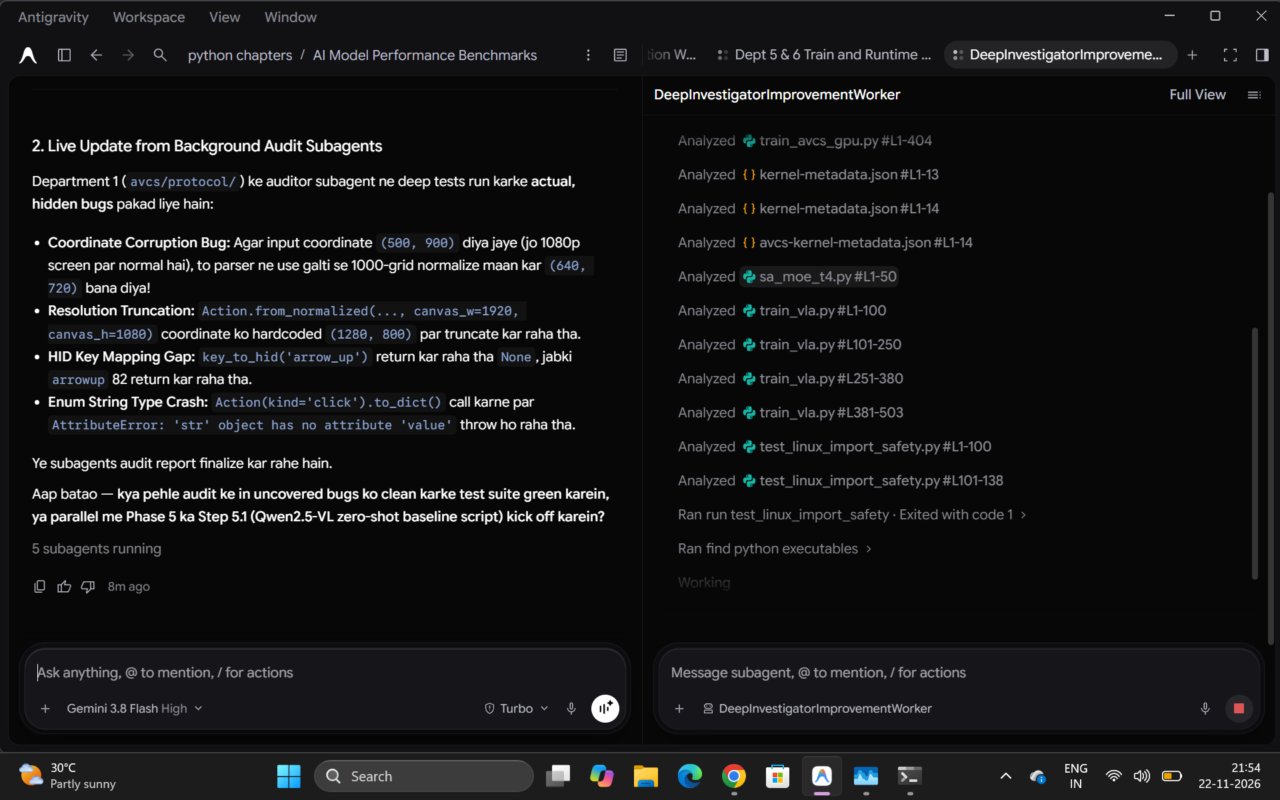 Antigravity Workspace View Window
python chapters / AI Model Performance Benchmarks
tion W... Dept 5 & 6 Train and Runtime ... DeepInvestigatorImproveme...
2. Live Update from Background Audit Subagents
Department 1 ( avcs/protocol/ ) ke auditor subagent ne deep tests run karke actual,
hidden bugs pakad liye hain:
• Coordinate Corruption Bug: Agar input coordinate (500, 900) diya jaye (jo 1080p
screen par normal hai), to parser ne use galti se 1000-grid normalize maan kar (640,
720) bana diya!
• Resolution Truncation: Action.from_normalized(..., canvas_w=1920,
canvas_h=1080) coordinate ko hardcoded (1280, 800) par truncate kar raha tha.
• HID Key Mapping Gap: key_to_hid('arrow_up') return kar raha tha None , jabki
arrowup 82 return kar raha tha.
• Enum String Type Crash: Action(kind='click').to_dict() call karne par
AttributeError: 'str' object has no attribute 'value' throw ho raha tha.
Ye subagents audit report finalize kar rahe hain.
Aap batao — kya pehle audit ke in uncovered bugs ko clean karke test suite green karein,
ya parallel me Phase 5 ka Step 5.1 (Qwen2.5-VL zero-shot baseline script) kick off karein?
5 subagents running
8m ago
Ask anything, @ to mention, / for actions
Gemini 3.8 Flash High Turbo
DeepInvestigatorImprovementWorker Full View
Analyzed train_avcs_gpu.py #L1-404
Analyzed {} kernel-metadata.json #L1-13
Analyzed {} kernel-metadata.json #L1-14
Analyzed {} avcs-kernel-metadata.json #L1-14
Analyzed sa_moe_t4.py #L1-50
Analyzed train_vla.py #L1-100
Analyzed train_vla.py #L101-250
Analyzed train_vla.py #L251-380
Analyzed train_vla.py #L381-503
Analyzed test_linux_import_safety.py #L1-100
Analyzed test_linux_import_safety.py #L101-138
Ran run test_linux_import_safety · Exited with code 1 >
Ran find python executables >
Working
Message subagent, @ to mention, / for actions
DeepInvestigatorImprovementWorker
30°C
Partly sunny
Search
ENG
IN
21:54
22-11-2026